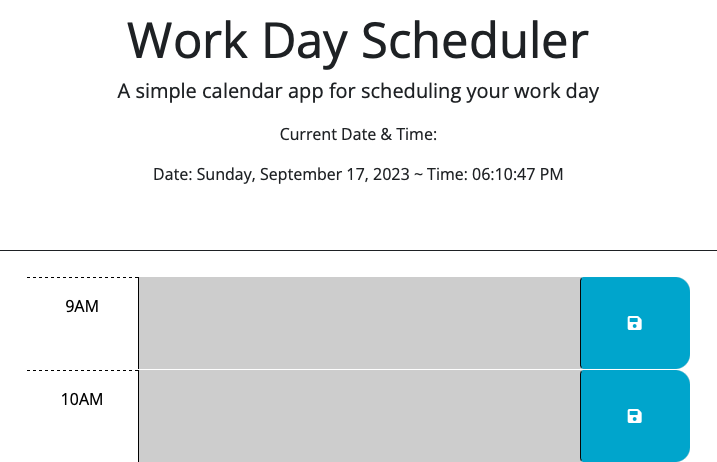 Work Day Scheduler
A simple calendar app for scheduling your work day
Current Date & Time:
Date: Sunday, September 17, 2023 ~ Time: 06:10:47 PM
9AM
10AM